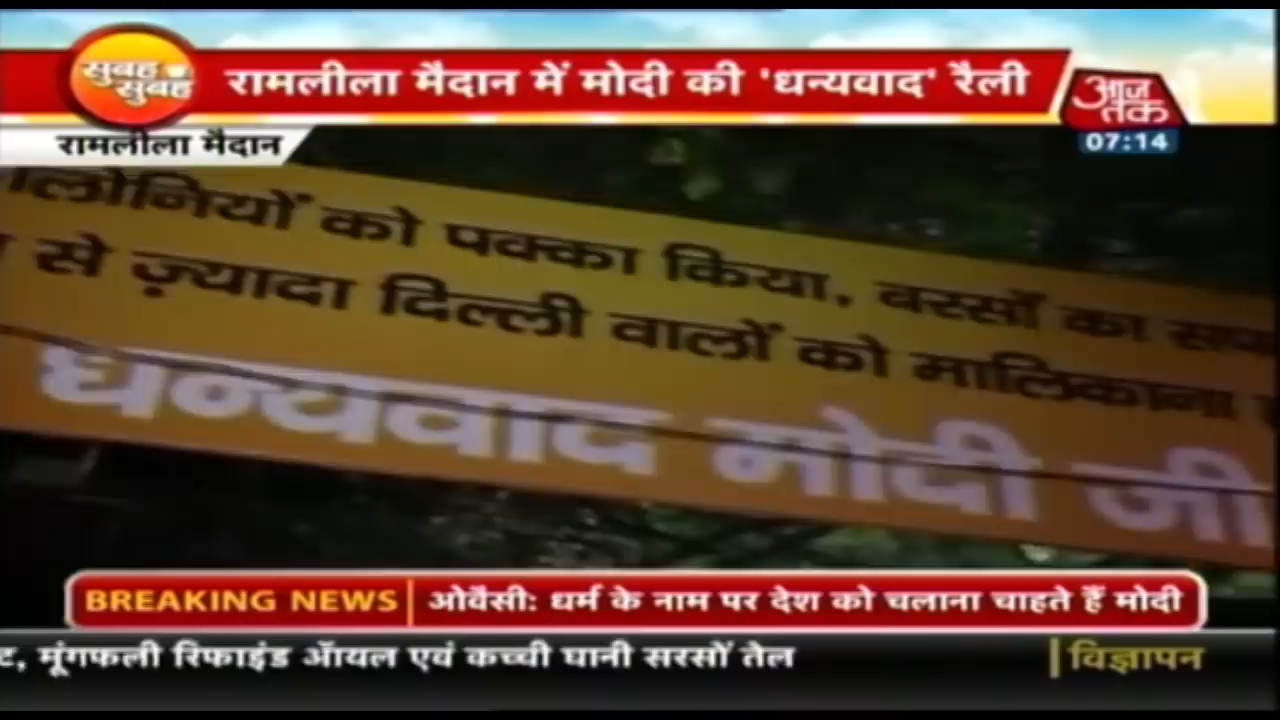 सुबह सुबह
रामलीला मैदान में मोदी की 'धन्यवाद' रैली
आज तक
07:14
रामलीला मैदान
को पक्का किया, बरसों का
से ज़्यादा दिल्ली वालों को मालिकाना
धन्यवाद मोदी जी
BREAKING NEWS
ओवैसी: धर्म के नाम पर देश को चलाना चाहते हैं मोदी
ट, मूंगफली रिफाइंड ऑयल एवं कच्ची घानी सरसों तेल
विज्ञापन